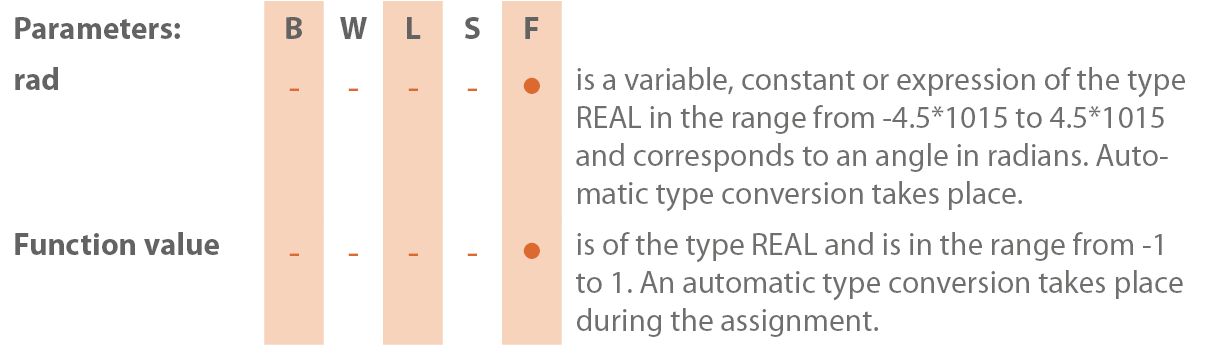 Parameters: B W L S F
rad - - - - ● is a variable, constant or expression of the type
REAL in the range from -4.5*1015 to 4.5*1015
and corresponds to an angle in radians. Auto-
matic type conversion takes place.
Function value - - - - ● is of the type REAL and is in the range from -1
to 1. An automatic type conversion takes place
during the assignment.